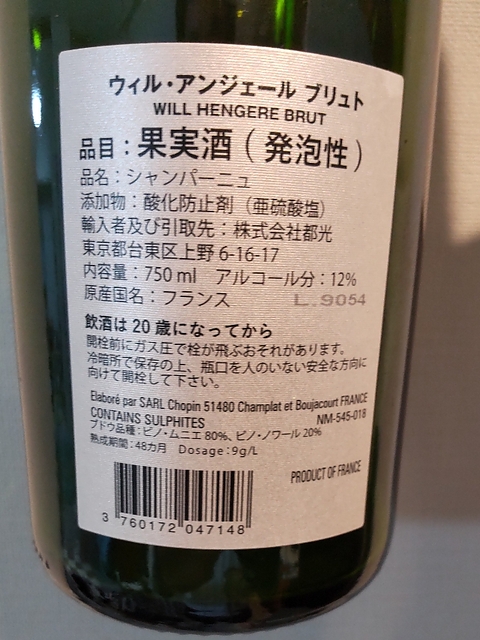 ウィル・アンジェール ブリュト
WILL HENGERE BRUT
品目：果実酒（発泡性）
品名：シャンパーニュ
添加物：酸化防止剤（亜硫酸塩）
輸入者及び引取先：株式会社都光
東京都台東区上野 6-16-17
内容量：750 ml　アルコール分：12%
原産国名：フランス　L.9054
飲酒は 20 歳になってから
開栓前にガス圧で栓が飛ぶおそれがあります。
冷暗所で保存の上、瓶口を人のいない安全な方向に
向けて開栓して下さい。
Elaboré par SARL Chopin 51480 Champlat et Boujacourt FRANCE
CONTAINS SULPHITES　NM-545-018
ブドウ品種：ピノ・ムニエ 80%、ピノ・ノワール 20%
熟成期間：48カ月　Dosage：9g/L
PRODUCT OF FRANCE
3 760172 047148